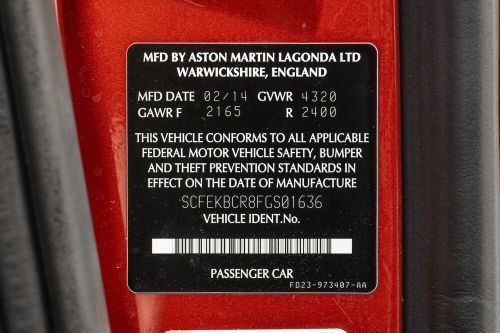 MFD BY ASTON MARTIN LAGONDA LTD
WARWICKSHIRE, ENGLAND
MFD DATE 02/14 GVWR 4320
GAWR F 2165 R 2400
THIS VEHICLE CONFORMS TO ALL APPLICABLE
FEDERAL MOTOR VEHICLE SAFETY, BUMPER
AND THEFT PREVENTION STANDARDS IN
EFFECT ON THE DATE OF MANUFACTURE
SCFEKBCR8FGS01636
VEHICLE IDENT.No.
PASSENGER CAR
FD23-973407-AA